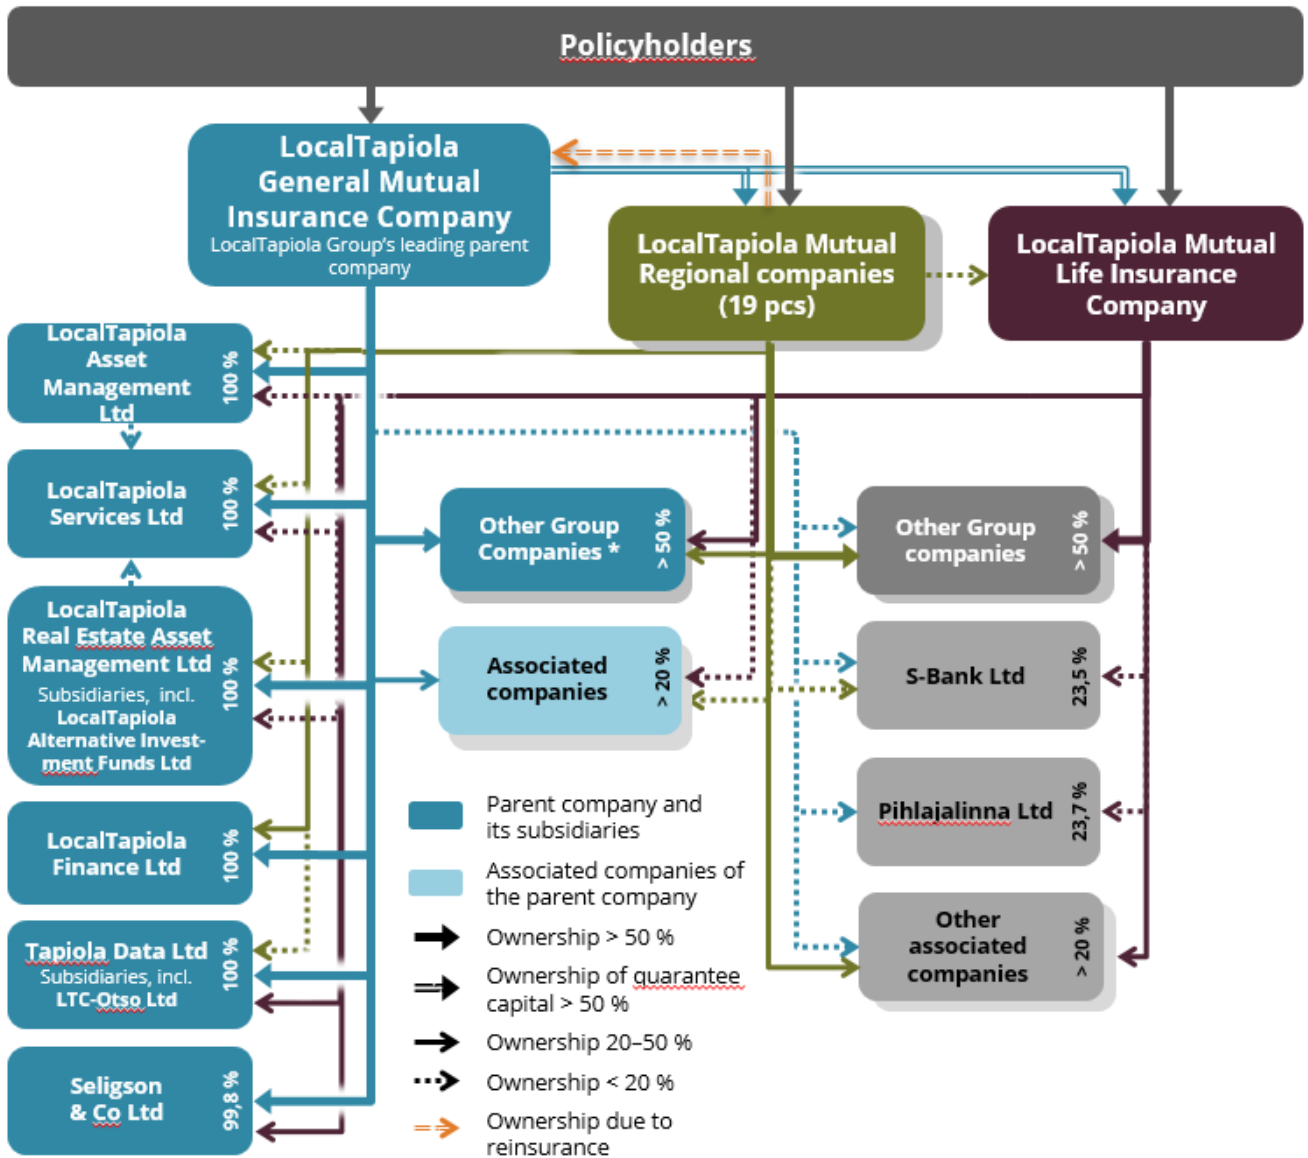 Policyholders
LocalTapiola
General Mutual
Insurance Company
LocalTapiola Group's leading parent
company
LocalTapiola Mutual
Regional companies
(19 pcs)
LocalTapiola Mutual
Life Insurance
Company
LocalTapiola
Asset
Management
Ltd
100 %
LocalTapiola
Services Ltd
100 %
LocalTapiola
Real Estate Asset
Management Ltd
Subsidiaries, incl.
LocalTapiola
Alternative Invest-
ment Funds Ltd
100 %
LocalTapiola
Finance Ltd
100 %
Tapiola Data Ltd
Subsidiaries, incl.
LTC-Otso Ltd
100 %
Seligson
& Co Ltd
99,8 %
Other Group
Companies *
> 50 %
Associated
companies
> 20 %
Other Group
companies
> 50 %
S-Bank Ltd
23,5 %
Pihlajalinna Ltd
23,7 %
Other
associated
companies
> 20 %
Parent company and
its subsidiaries
Associated companies of
the parent company
Ownership > 50 %
Ownership of quarantee
capital > 50 %
Ownership 20–50 %
Ownership < 20 %
Ownership due to
reinsurance